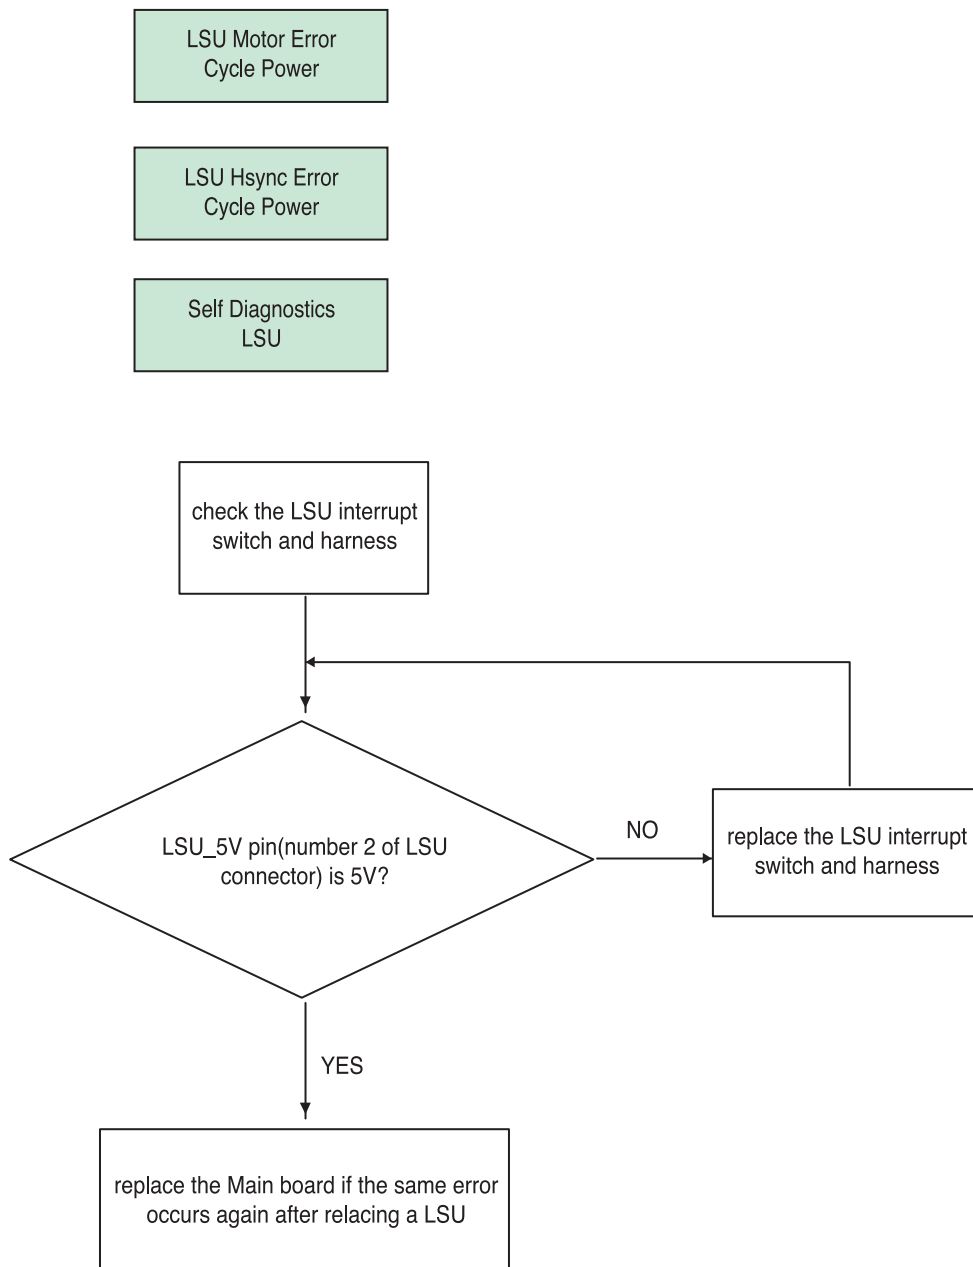 LSU Motor Error
Cycle Power
LSU Hsync Error
Cycle Power
Self Diagnostics
LSU
check the LSU interrupt
switch and harness
LSU_5V pin(number 2 of LSU
connector) is 5V?
NO
replace the LSU interrupt
switch and harness
YES
replace the Main board if the same error
occurs again after relacing a LSU